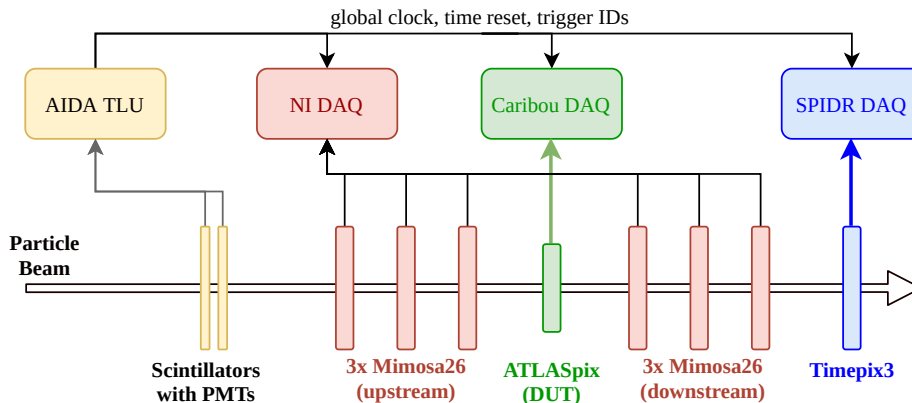 global clock, time reset, trigger IDs
AIDA TLU
NI DAQ
Caribou DAQ
SPIDR DAQ
Particle
Beam
Scintillators
with PMTs
3x Mimosa26
(upstream)
ATLASpix
(DUT)
3x Mimosa26
(downstream)
Timepix3